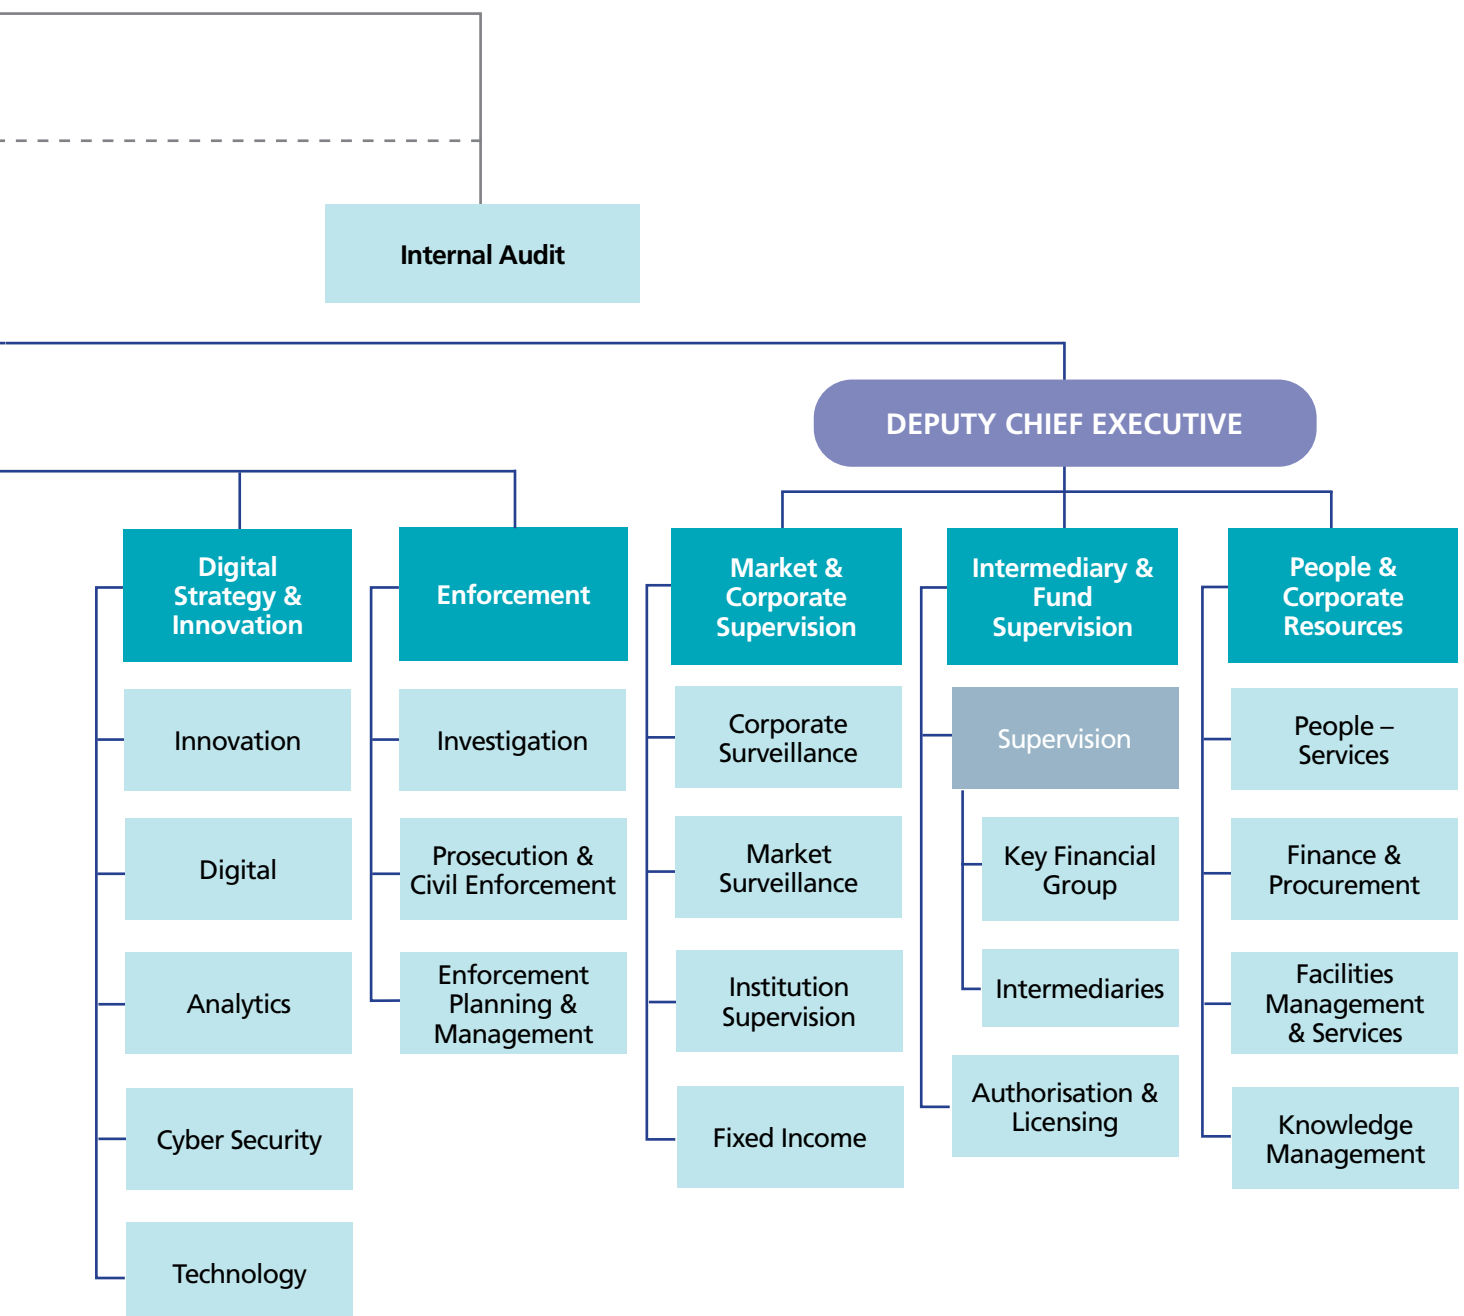 Internal Audit
DEPUTY CHIEF EXECUTIVE
Digital
Strategy &
Innovation
Innovation
Digital
Analytics
Cyber Security
Technology
Enforcement
Investigation
Prosecution &
Civil Enforcement
Enforcement
Planning &
Management
Market &
Corporate
Supervision
Corporate
Surveillance
Market
Surveillance
Institution
Supervision
Fixed Income
Intermediary &
Fund
Supervision
Supervision
Key Financial
Group
Intermediaries
Authorisation &
Licensing
People &
Corporate
Resources
People –
Services
Finance &
Procurement
Facilities
Management
& Services
Knowledge
Management